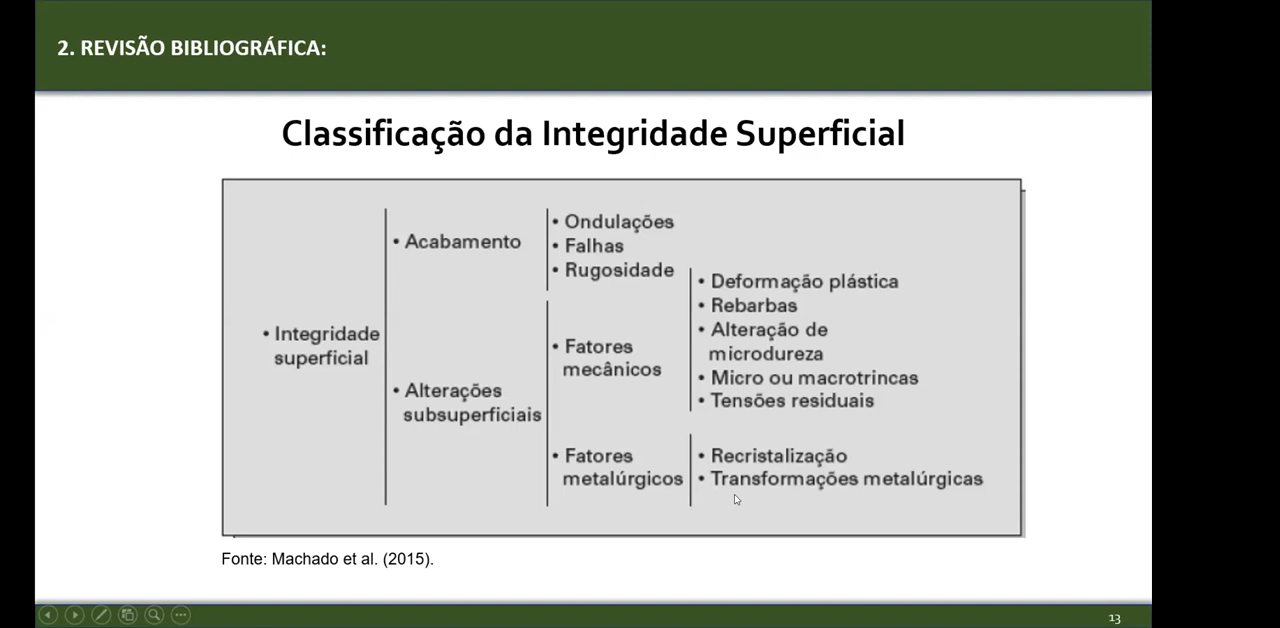 2. REVISÃO BIBLIOGRÁFICA:
Classificação da Integridade Superficial
• Integridade
superficial
• Acabamento
• Alterações
subsuperficiais
• Ondulações
• Falhas
• Rugosidade
• Fatores
mecânicos
• Fatores
metalúrgicos
• Deformação plástica
• Rebarbas
• Alteração de
microdureza
• Micro ou macrotrincas
• Tensões residuais
• Recristalização
• Transformações metalúrgicas
Fonte: Machado et al. (2015).
13